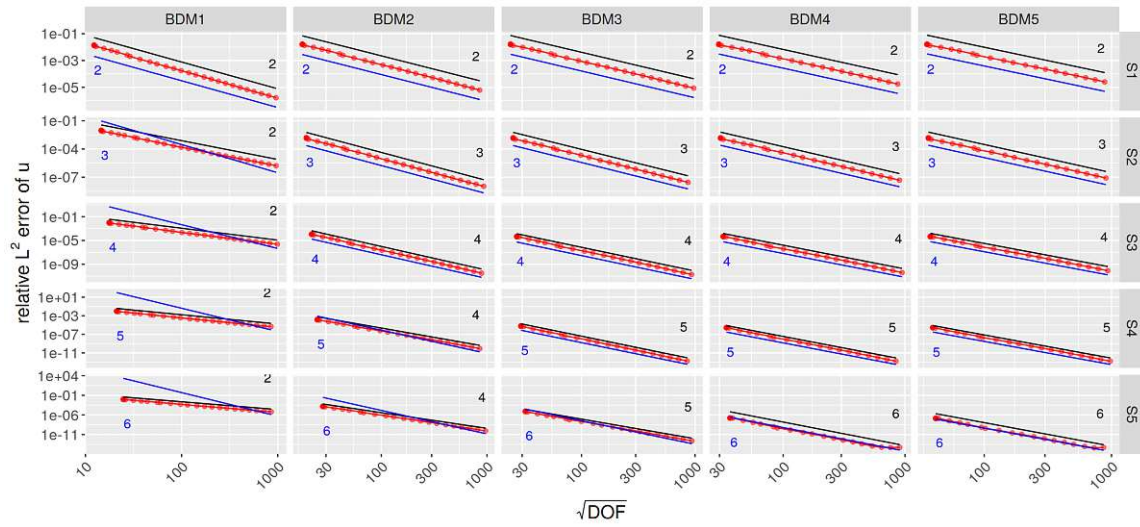 BDM1 BDM2 BDM3 BDM4 BDM5
relative L² error of u
1e-01
1e-03
1e-05
2 2 2 2 2
2 2 2 2 2
S1
1e-01
1e-04
1e-07
2 3 3 3 3
3 3 3 3 3
S2
1e-01
1e-05
1e-09
2 4 4 4 4
4 4 4 4 4
S3
1e+01
1e-03
1e-07
1e-11
2 4 5 5 5
5 5 5 5 5
S4
1e+04
1e-01
1e-06
1e-11
2 4 5 6 6
6 6 6 6 6
S5
10 100 1000 30 100 300 1000 30 100 300 1000 30 100 300 1000 100 300 1000
√DOF